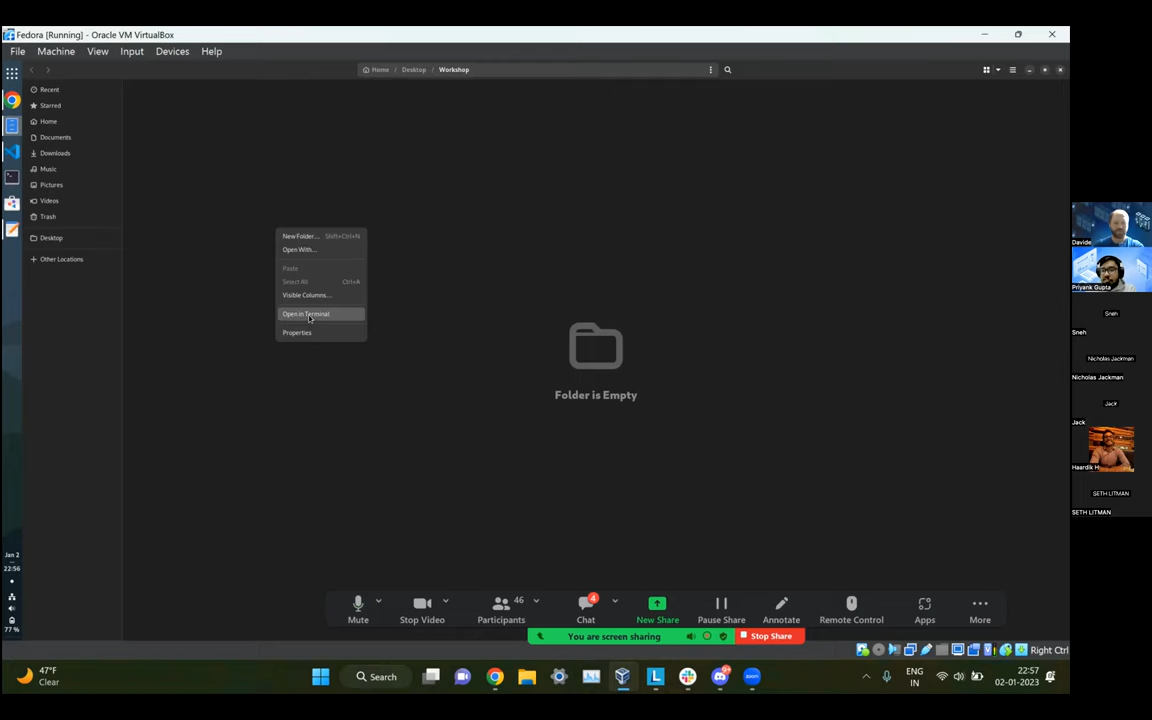 Fedora [Running] - Oracle VM VirtualBox
File Machine View Input Devices Help
Home / Desktop / Workshop
Recent
Starred
Home
Documents
Downloads
Music
Pictures
Videos
Trash
Desktop
Other Locations
New Folder... Shift+Ctrl+N
Open With...
Paste
Select All Ctrl+A
Visible Columns...
Open in Terminal
Properties
Folder is Empty
Davide
Priyank Gupta
Sneh
Sneh
Nicholas Jackman
Nicholas Jackman
Jack
Jack
Haardik H
SETH LITMAN
SETH LITMAN
Jan 2
22:56
77 %
46
4
Mute Stop Video Participants Chat New Share Pause Share Annotate Remote Control Apps More
You are screen sharing Stop Share
Right Ctrl
47°F
Clear
Search
ENG
IN
22:57
02-01-2023